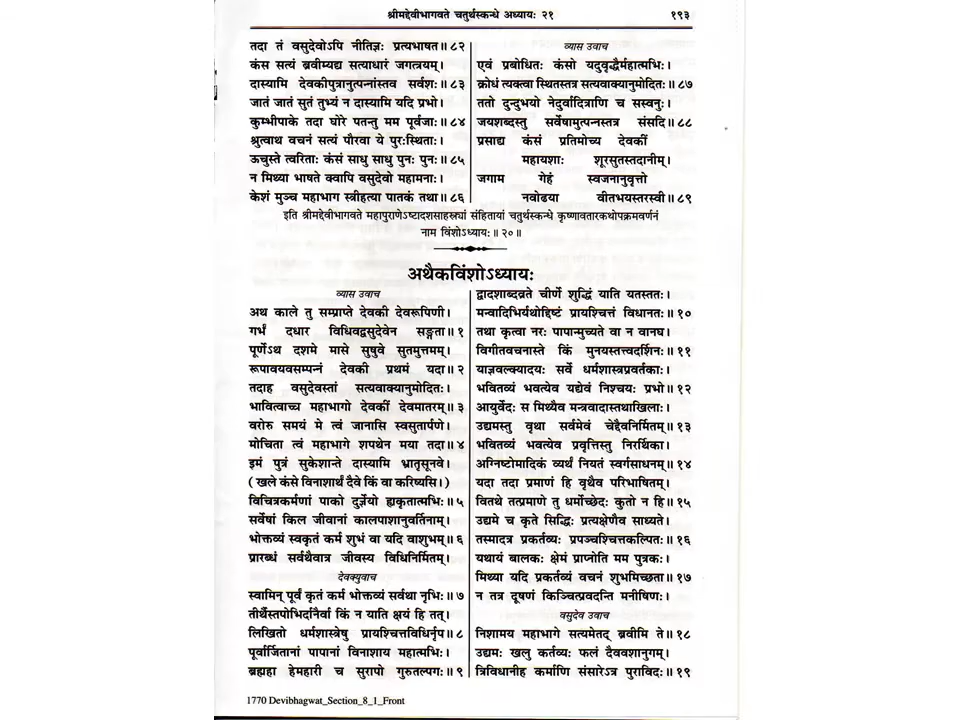 श्रीमद्देवीभागवते चतुर्थस्कन्धे अध्यायः २१ १९३
तदा तं वसुदेवोऽपि नीतिज्ञः प्रत्यभाषत॥ ८२
कंस सत्यं ब्रवीम्यद्य सत्याधारं जगत्त्रयम्।
दास्यामि देवकीपुत्रानुत्पन्नांस्तव सर्वशः॥ ८३
जातं जातं सुतं तुभ्यं न दास्यामि यदि प्रभो।
कुम्भीपाके तदा घोरे पतन्तु मम पूर्वजाः॥ ८४
श्रुत्वाथ वचनं सत्यं पौरवा ये पुरःस्थिताः।
ऊचुस्ते त्वरिताः कंसं साधु साधु पुनः पुनः॥ ८५
न मिथ्या भाषते क्वापि वसुदेवो महामनाः।
केशं मुञ्च महाभाग स्त्रीहत्या पातकं तथा॥ ८६
व्यास उवाच
एवं प्रबोधितः कंसो यदुवृद्धैर्महात्मभिः।
क्रोधं त्यक्त्वा स्थितस्तत्र सत्यवाक्यानुमोदितः॥ ८७
ततो दुन्दुभयो नेदुर्वादित्राणि च सस्वनुः।
जयशब्दस्तु सर्वेषामुत्पन्नस्तत्र संसदि॥ ८८
प्रसाद्य कंसं प्रतिमोच्य देवकीं
महायशाः शूरसुतस्तदानीम्।
जगाम गेहं स्वजनानुवृत्तो
नवोढया वीतभयस्तरस्वी॥ ८९
इति श्रीमद्देवीभागवते महापुराणेऽष्टादशसाहस्र्यां संहितायां चतुर्थस्कन्धे कृष्णावतारकथोपक्रमवर्णनं
नाम विंशोऽध्यायः॥ २०॥
अथैकविंशोऽध्यायः
व्यास उवाच
अथ काले तु सम्प्राप्ते देवकी देवरूपिणी।
गर्भं दधार विधिवद्वसुदेवेन सङ्गता॥ १
पूर्णेऽथ दशमे मासे सुषुवे सुतमुत्तमम्।
रूपावयवसम्पन्नं देवकी प्रथमं यदा॥ २
तदाह वसुदेवस्तां सत्यवाक्यानुमोदितः।
भावित्वाच्च महाभागो देवकीं देवमातरम्॥ ३
वरोरु समयं मे त्वं जानासि स्वसुतार्पणे।
मोचिता त्वं महाभागे शपथेन मया तदा॥ ४
इमं पुत्रं सुकेशान्ते दास्यामि भ्रातृसूनवे।
( खले कंसे विनाशार्थं दैवे किं वा करिष्यसि।)
विचित्रकर्मणां पाको दुर्ज्ञेयो ह्यकृतात्मभिः॥ ५
सर्वेषां किल जीवानां कालपाशानुवर्तिनाम्।
भोक्तव्यं स्वकृतं कर्म शुभं वा यदि वाशुभम्॥ ६
प्रारब्धं सर्वथैवात्र जीवस्य विधिनिर्मितम्।
देवक्युवाच
स्वामिन् पूर्वं कृतं कर्म भोक्तव्यं सर्वथा नृभिः॥ ७
तीर्थैस्तपोभिर्दानैर्वा किं न याति क्षयं हि तत्।
लिखितो धर्मशास्त्रेषु प्रायश्चित्तविधिर्नृप॥ ८
पूर्वार्जितानां पापानां विनाशाय महात्मभिः।
ब्रह्महा हेमहारी च सुरापो गुरुतल्पगः॥ ९
द्वादशाब्दव्रते चीर्णे शुद्धिं याति यतस्ततः।
मन्वादिभिर्यथोद्दिष्टं प्रायश्चित्तं विधानतः॥ १०
तथा कृत्वा नरः पापान्मुच्यते वा न वानघ।
विगीतवचनास्ते किं मुनयस्तत्त्वदर्शिनः॥ ११
याज्ञवल्क्यादयः सर्वे धर्मशास्त्रप्रवर्तकाः।
भवितव्यं भवत्येव यद्येवं निश्चयः प्रभो॥ १२
आयुर्वेदः स मिथ्यैव मन्त्रवादास्तथाखिलाः।
उद्यमस्तु वृथा सर्वमेवं चेद्दैवनिर्मितम्॥ १३
भवितव्यं भवत्येव प्रवृत्तिस्तु निरर्थिका।
अग्निष्टोमादिकं व्यर्थं नियतं स्वर्गसाधनम्॥ १४
यदा तदा प्रमाणं हि वृथैव परिभाषितम्।
वितथे तत्प्रमाणे तु धर्मोच्छेदः कुतो न हि॥ १५
उद्यमे च कृते सिद्धिः प्रत्यक्षेणैव साध्यते।
तस्मादत्र प्रकर्तव्यः प्रपञ्चश्चित्तकल्पितः॥ १६
यथायं बालकः क्षेमं प्राप्नोति मम पुत्रकः।
मिथ्या यदि प्रकर्तव्यं वचनं शुभमिच्छता॥ १७
न तत्र दूषणं किञ्चित्प्रवदन्ति मनीषिणः।
वसुदेव उवाच
निशामय महाभागे सत्यमेतद् ब्रवीमि ते॥ १८
उद्यमः खलु कर्तव्यः फलं दैववशानुगम्।
त्रिविधानीह कर्माणि संसारेऽत्र पुराविदः॥ १९
1770 Devibhagwat_Section_8_1_Front